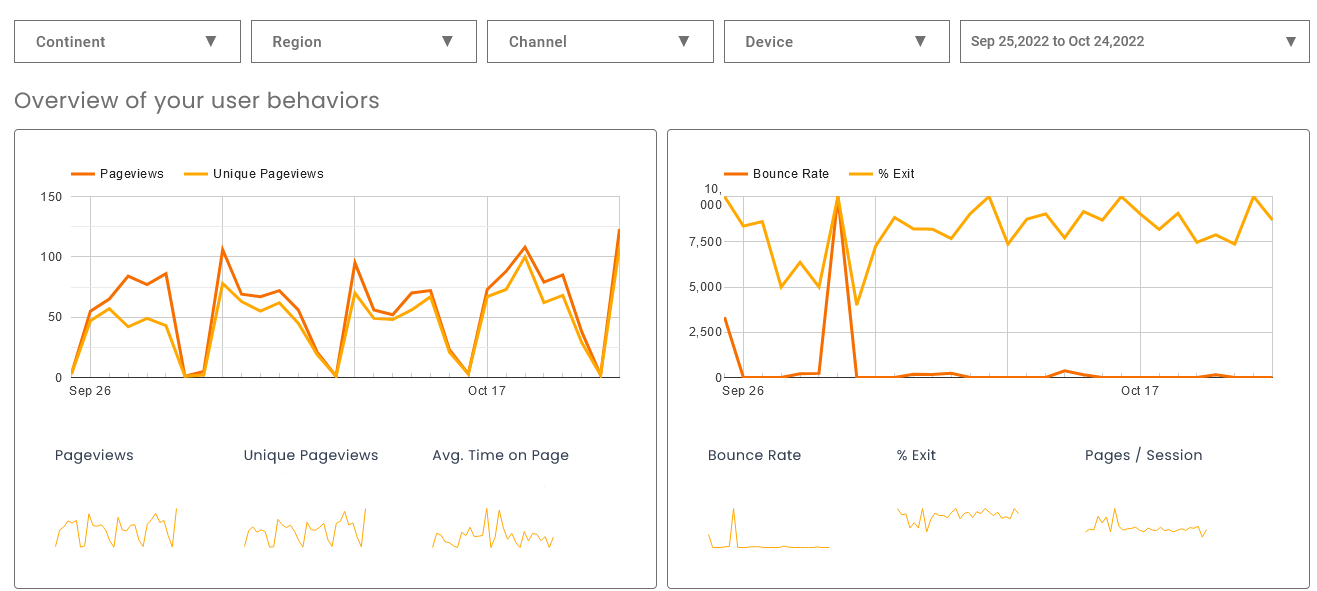 Continent ▼ Region ▼ Channel ▼ Device ▼ Sep 25,2022 to Oct 24,2022 ▼
Overview of your user behaviors
Pageviews Unique Pageviews
150
100
50
0
Sep 26 Oct 17
Pageviews Unique Pageviews Avg. Time on Page
Bounce Rate % Exit
10,
000
7,500
5,000
2,500
0
Sep 26 Oct 17
Bounce Rate % Exit Pages / Session